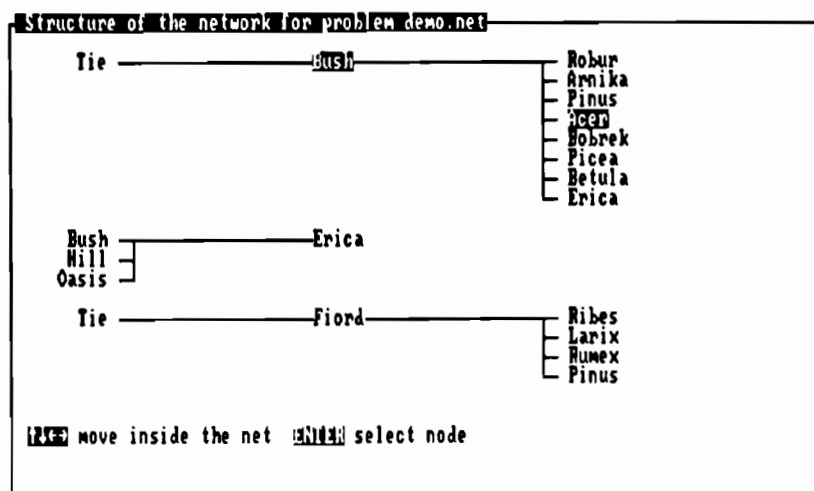 Structure of the network for problem demo.net
Tie Bush Robur
Arnika
Pinus
Acer
Bobrek
Picea
Betula
Erica
Bush Erica
Hill
Oasis
Tie Fiord Ribes
Larix
Rumex
Pinus
↑↓←→ move inside the net ENTER select node